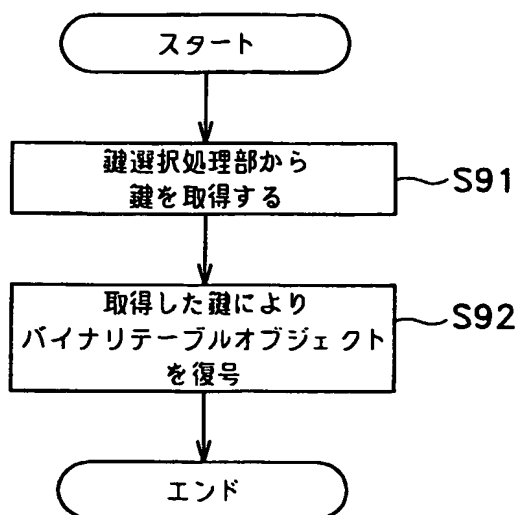 スタート
鍵選択処理部から
鍵を取得する
S91
取得した鍵により
バイナリテーブルオブジェクト
を復号
S92
エンド